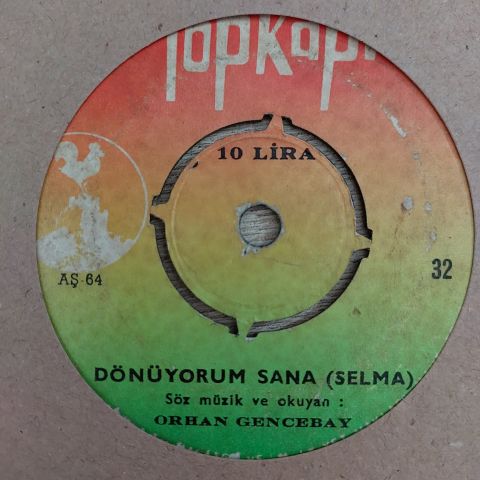 Topkapı
10 LİRA
AŞ-64
32
DÖNÜYORUM SANA (SELMA)
Söz müzik ve okuyan :
ORHAN GENCEBAY